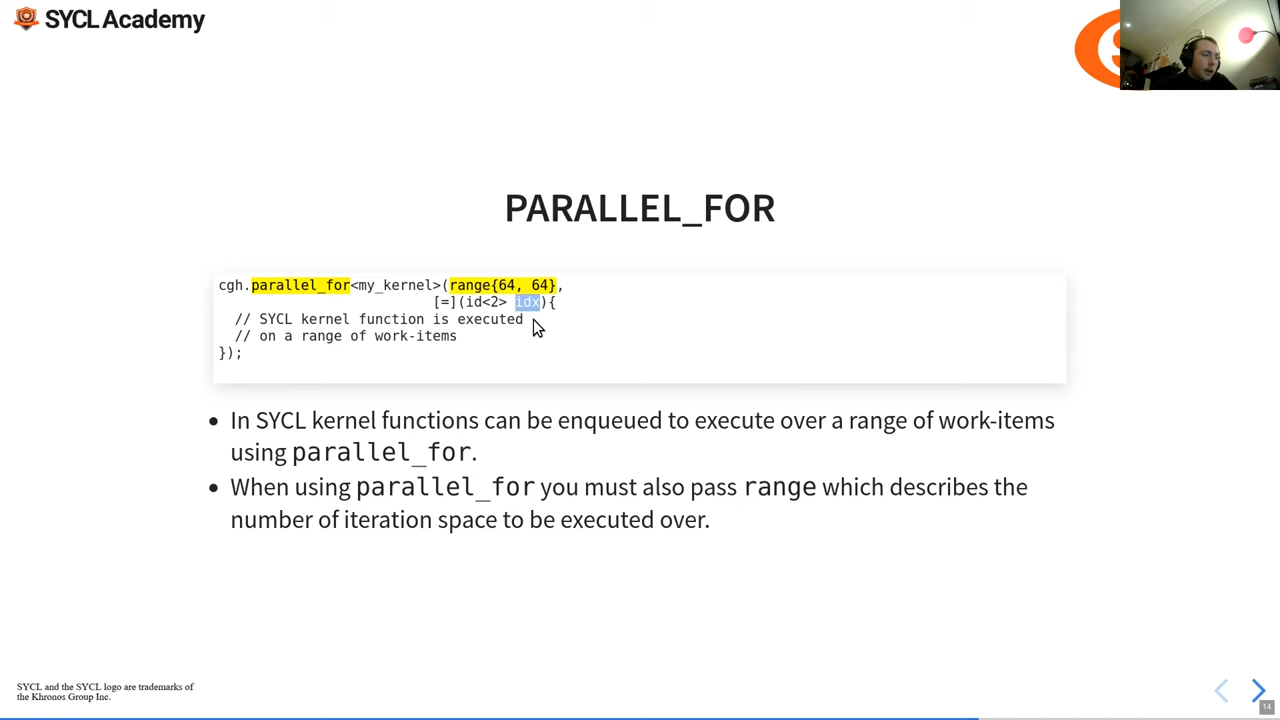 SYCL Academy
PARALLEL_FOR
cgh.parallel_for<my_kernel>(range{64, 64},
[=](id<2> idx){
// SYCL kernel function is executed
// on a range of work-items
});
• In SYCL kernel functions can be enqueued to execute over a range of work-items
using parallel_for.
• When using parallel_for you must also pass range which describes the
number of iteration space to be executed over.
SYCL and the SYCL logo are trademarks of
the Khronos Group Inc.
14